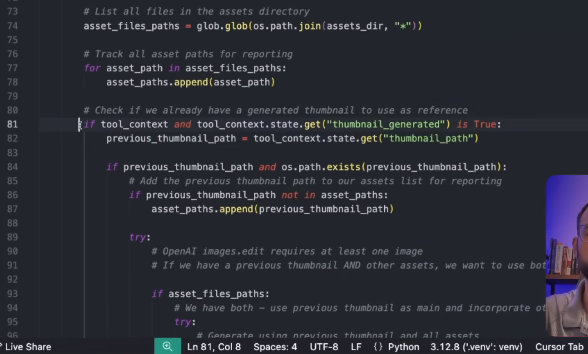 73 # List all files in the assets directory
74 asset_files_paths = glob.glob(os.path.join(assets_dir, "*"))
75
76 # Track all asset paths for reporting
77 for asset_path in asset_files_paths:
78 asset_paths.append(asset_path)
79
80 # Check if we already have a generated thumbnail to use as reference
81 if tool_context and tool_context.state.get("thumbnail_generated") is True:
82 previous_thumbnail_path = tool_context.state.get("thumbnail_path")
83
84 if previous_thumbnail_path and os.path.exists(previous_thumbnail_path):
85 # Add the previous thumbnail path to our assets list for reporting
86 if previous_thumbnail_path not in asset_paths:
87 asset_paths.append(previous_thumbnail_path)
88
89 try:
90 # OpenAI images.edit requires at least one image
91 # If we have a previous thumbnail AND other assets, we want to use bot
92
93 if asset_files_paths:
94 # We have both - use previous thumbnail as main and incorporate ot
95 try:
96 # Generate using previous thumbnail and all assets
Live Share Ln 81, Col 8 Spaces: 4 UTF-8 LF {} Python 3.12.8 ('.venv': venv) Cursor Tab